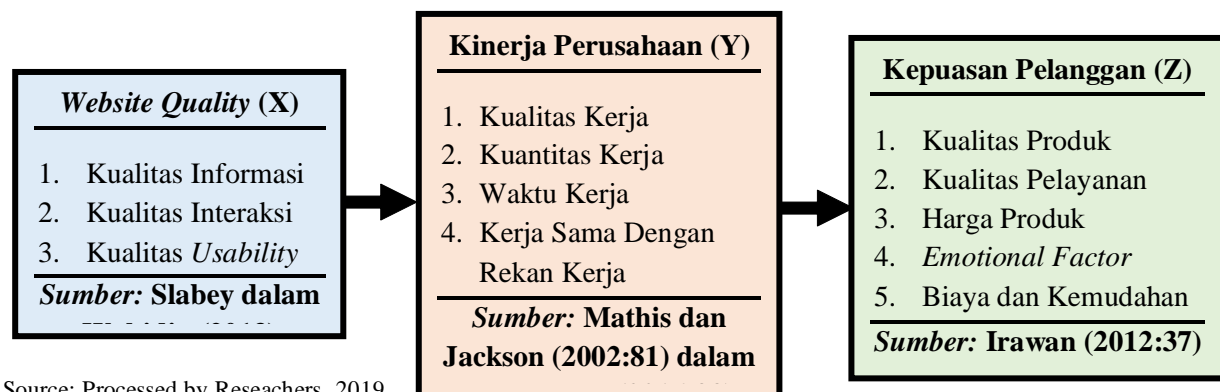 Website Quality (X)
1. Kualitas Informasi
2. Kualitas Interaksi
3. Kualitas Usability
Sumber: Slabey dalam
Kinerja Perusahaan (Y)
1. Kualitas Kerja
2. Kuantitas Kerja
3. Waktu Kerja
4. Kerja Sama Dengan
Rekan Kerja
Sumber: Mathis dan
Jackson (2002:81) dalam
Kepuasan Pelanggan (Z)
1. Kualitas Produk
2. Kualitas Pelayanan
3. Harga Produk
4. Emotional Factor
5. Biaya dan Kemudahan
Sumber: Irawan (2012:37)
Source: Processed by Reseachers, 2019